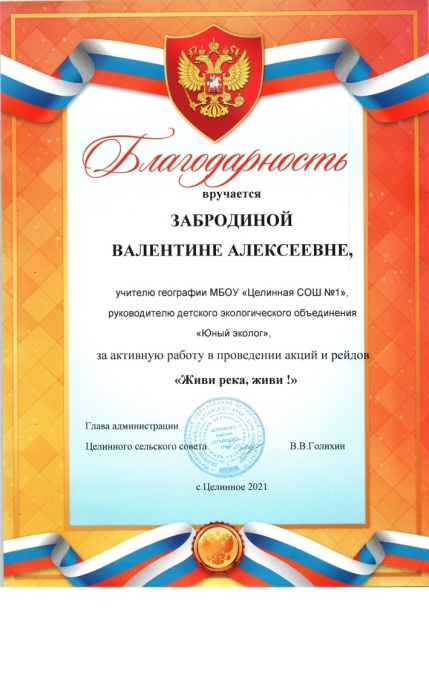 Благодарность
вручается
ЗАБРОДИНОЙ
ВАЛЕНТИНЕ АЛЕКСЕЕВНЕ,
учителю географии МБОУ «Целинная СОШ №1»,
руководителю детского экологического объединения
«Юный эколог»,
за активную работу в проведении акций и рейдов
«Живи река, живи !»
Глава администрации
Целинного сельского совета В.В.Голихин
с.Целинное 2021